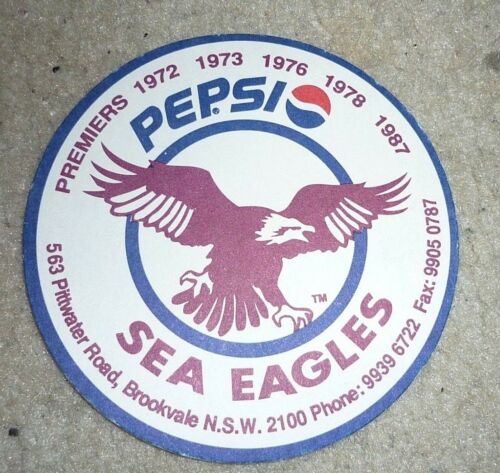 PREMIERS 1972 1973 1976 1978 1987
PEPSI®
TM
SEA EAGLES
563 Pittwater Road, Brookvale N.S.W. 2100 Phone: 9939 6722 Fax: 9905 0787